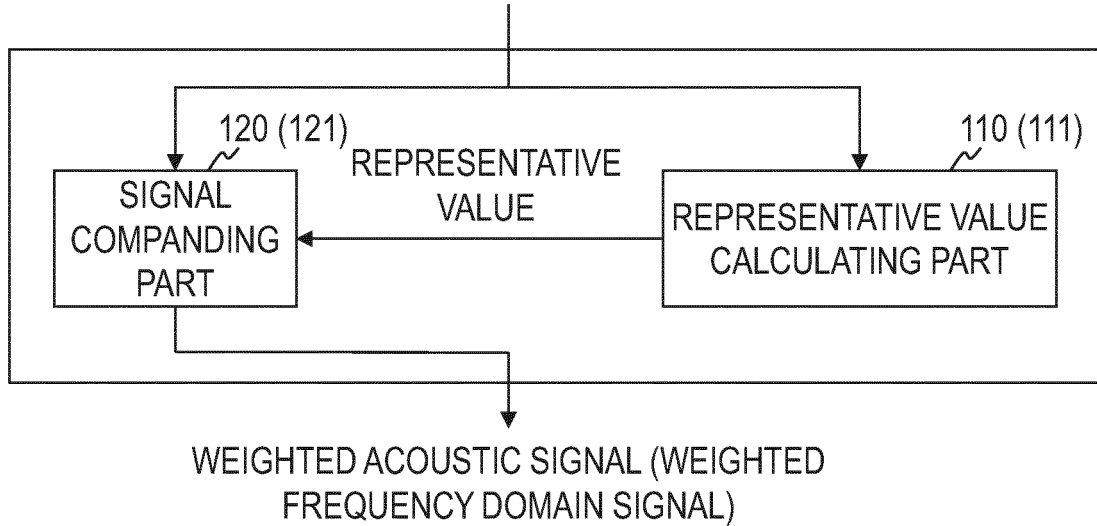 120 (121)
110 (111)
REPRESENTATIVE
VALUE
SIGNAL
COMPANDING
PART
REPRESENTATIVE VALUE
CALCULATING PART
WEIGHTED ACOUSTIC SIGNAL (WEIGHTED
FREQUENCY DOMAIN SIGNAL)